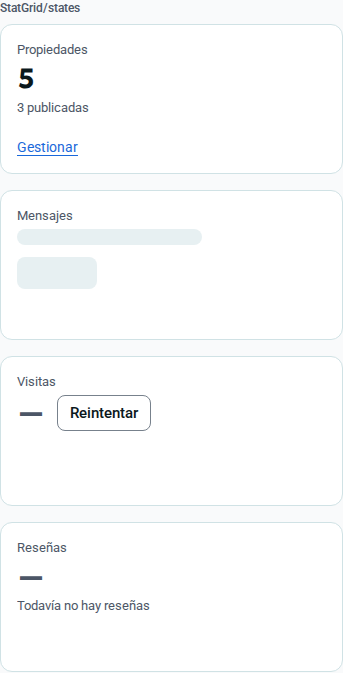 StatGrid/states
Propiedades
5
3 publicadas
Gestionar
Mensajes
Visitas
— Reintentar
Reseñas
—
Todavía no hay reseñas